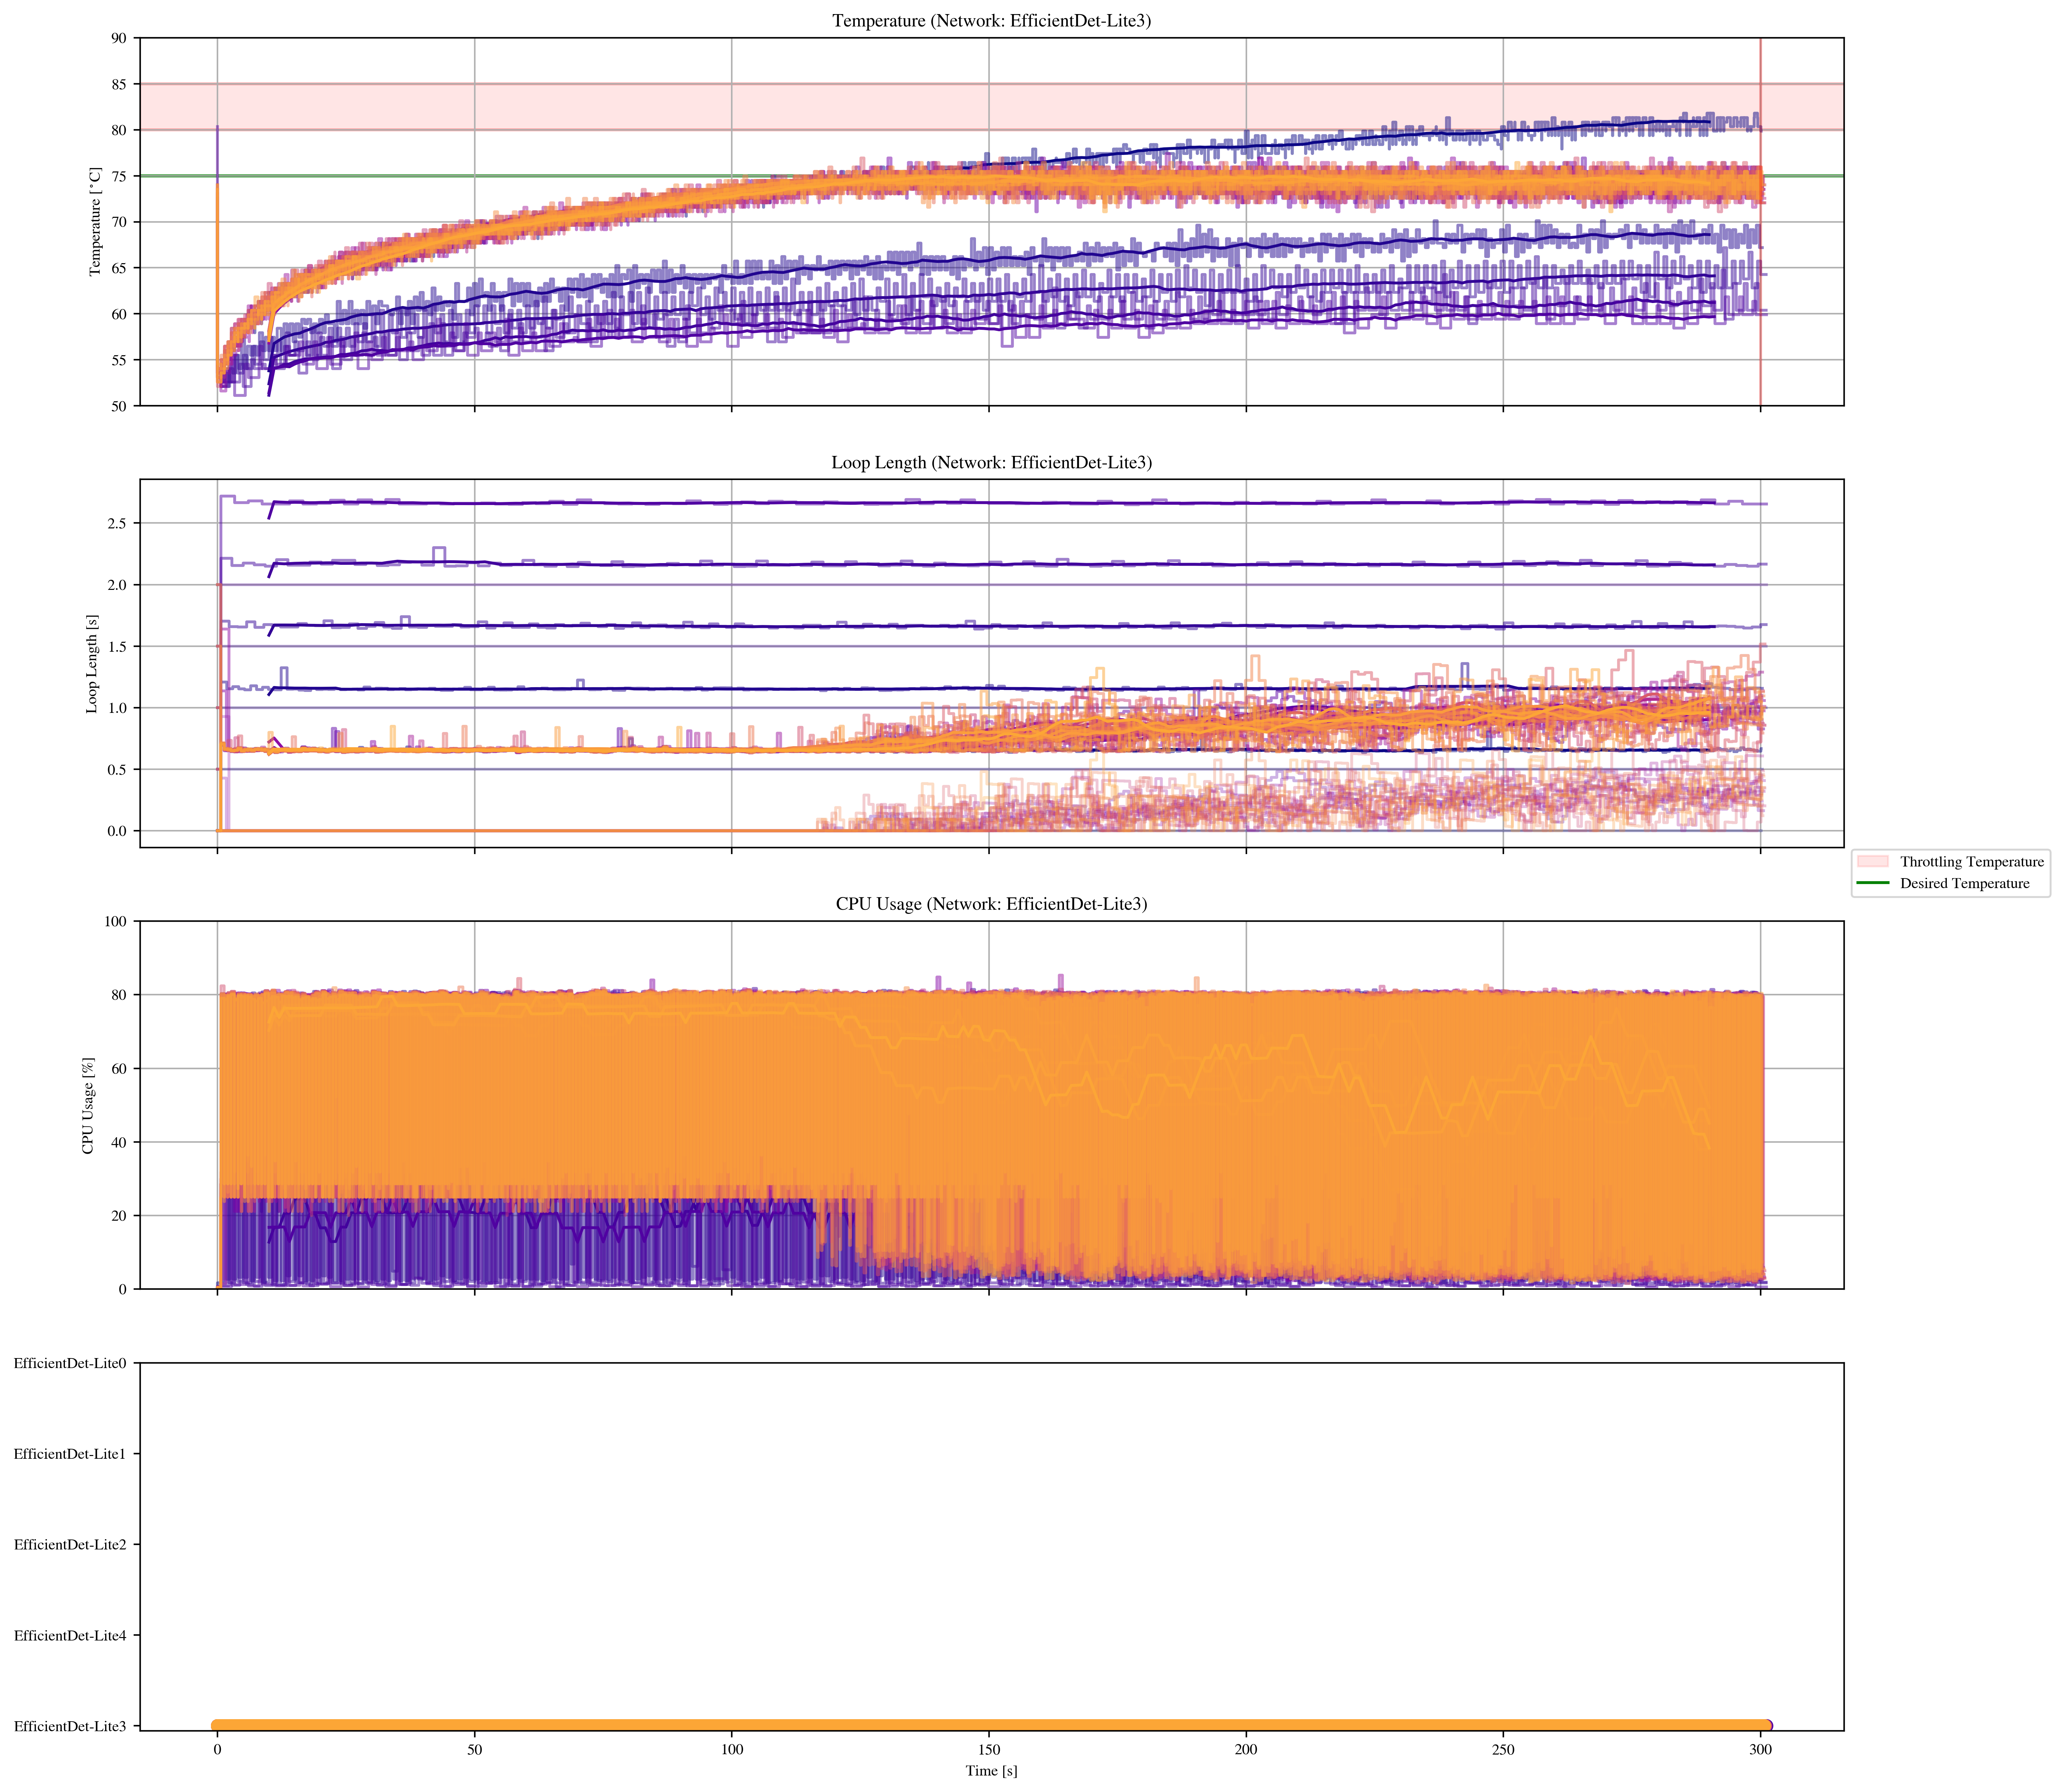 Temperature (Network: EfficientDet-Lite3)
90
85
80
75
70
65
60
55
50
Temperature [°C]
Loop Length (Network: EfficientDet-Lite3)
2.5
2.0
1.5
1.0
0.5
0.0
Loop Length [s]
Throttling Temperature
Desired Temperature
CPU Usage (Network: EfficientDet-Lite3)
100
80
60
40
20
0
CPU Usage [%]
EfficientDet-Lite0
EfficientDet-Lite1
EfficientDet-Lite2
EfficientDet-Lite4
EfficientDet-Lite3
0 50 100 150 200 250 300
Time [s]